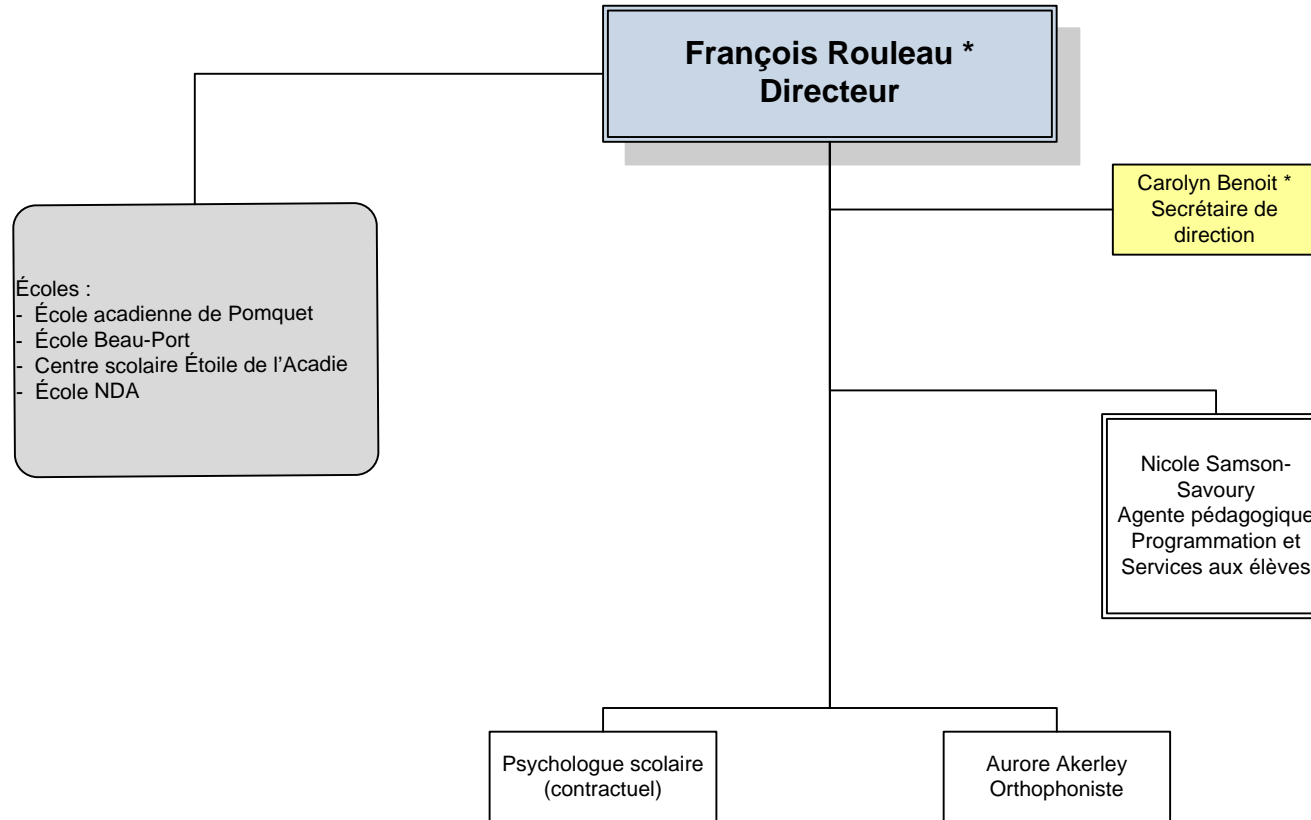 François Rouleau *
Directeur
Carolyn Benoit *
Secrétaire de
direction
Écoles :
- École acadienne de Pomquet
- École Beau-Port
- Centre scolaire Étoile de l’Acadie
- École NDA
Nicole Samson-
Savoury
Agente pédagogique
Programmation et
Services aux élèves
Psychologue scolaire
(contractuel)
Aurore Akerley
Orthophoniste